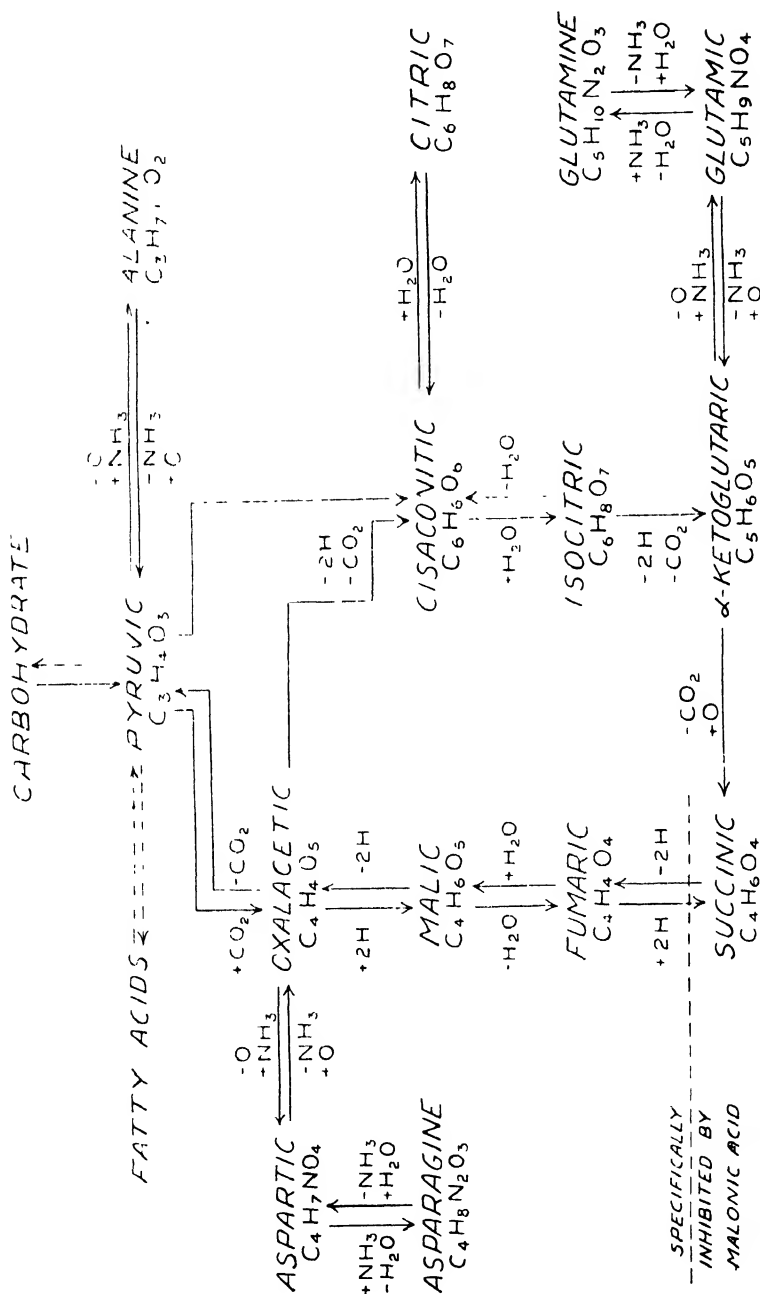 CARBOHYDRATE
FATTY ACIDS
PYRUVIC
C3H4O3
-O
+NH3
-NH3
+O
ALANINE
+CO2
-CO2
-O
+NH3
-NH3
+O
ASPARTIC
C4H7NO4
OXALACETIC
C4H4O5
-2H
-CO2
+NH3
-H2O
-NH3
+H2O
ASPARAGINE
C4H8N2O3
+2H
-2H
MALIC
C4H6O5
CISACONITIC
C6H6O6
+H2O
-H2O
CITRIC
C6H8O7
-H2O
+H2O
+H2O
-H2O
FUMARIC
C4H4O4
ISOCITRIC
C6H8O7
GLUTAMINE
C5H10N2O3
+2H
-2H
-2H
-CO2
+NH3
-H2O
-NH3
+H2O
SPECIFICALLY
INHIBITED BY
MALONIC ACID
SUCCINIC
C4H6O4
-CO2
+O
α-KETOGLUTARIC
C5H6O5
-O
+NH3
-NH3
+O
GLUTAMIC
C5H9NO4